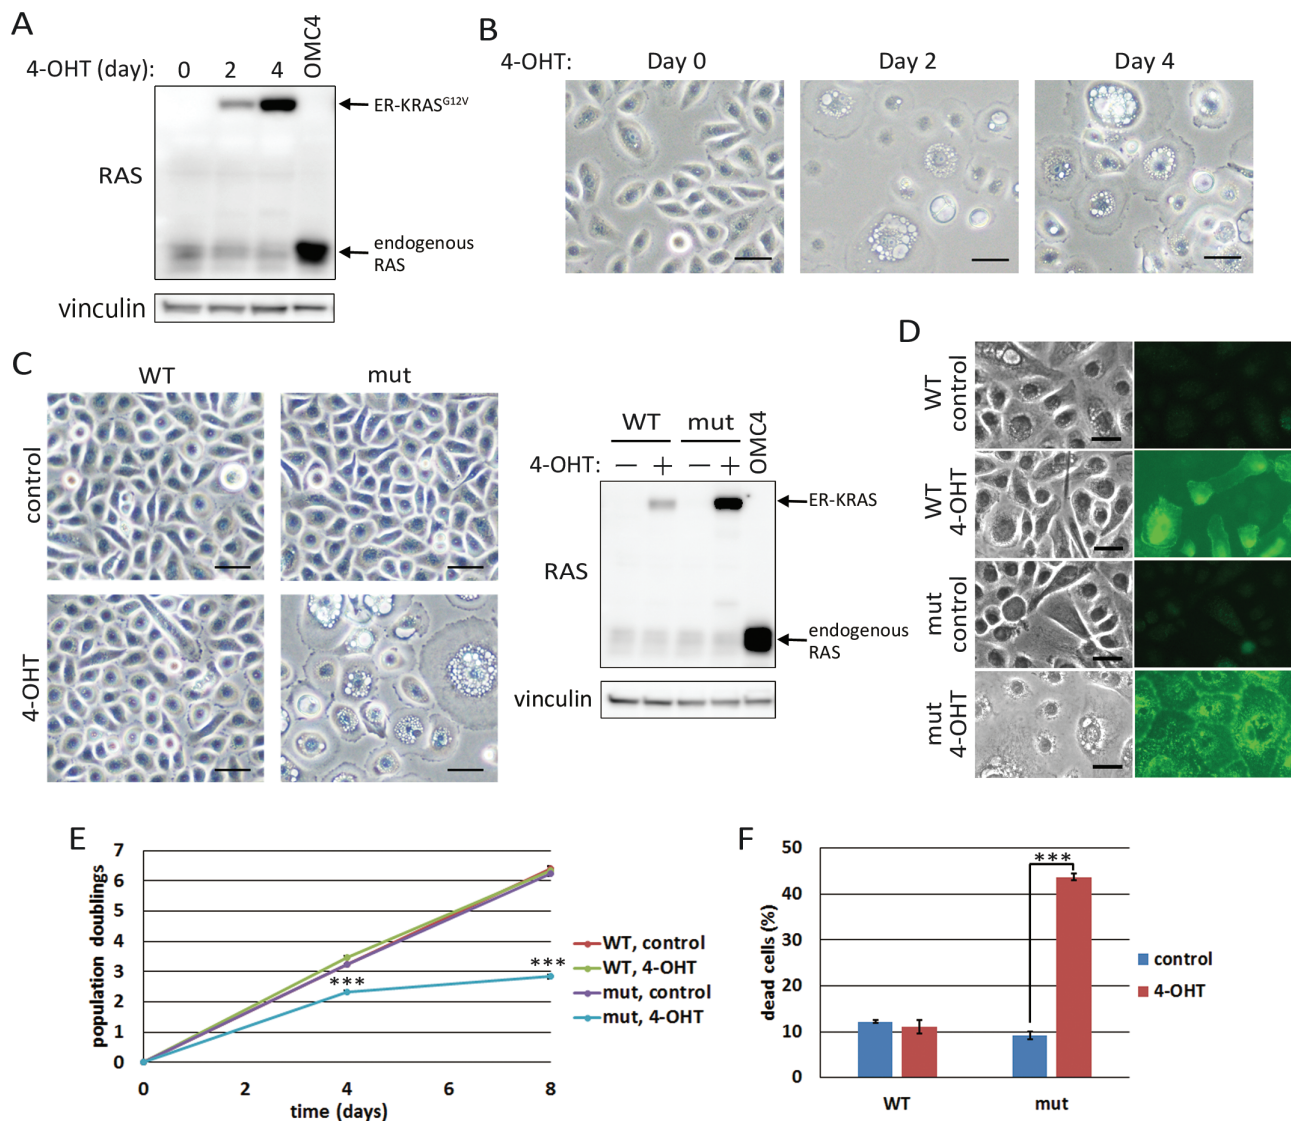 A
4-OHT (day): 0 2 4 OMC4
ER-KRASG12V
RAS
endogenous
RAS
vinculin
B
4-OHT: Day 0 Day 2 Day 4
C
WT mut
control
4-OHT
WT mut OMC4
4-OHT: — + — +
ER-KRAS
RAS
endogenous
RAS
vinculin
D
WT
control
WT
4-OHT
mut
control
mut
4-OHT
E
population doublings
7
6
5
4
3
2
1
0
***
***
0 2 4 6 8
time (days)
WT, control
WT, 4-OHT
mut, control
mut, 4-OHT
F
dead cells (%)
50
40
30
20
10
0
***
WT mut
control
4-OHT